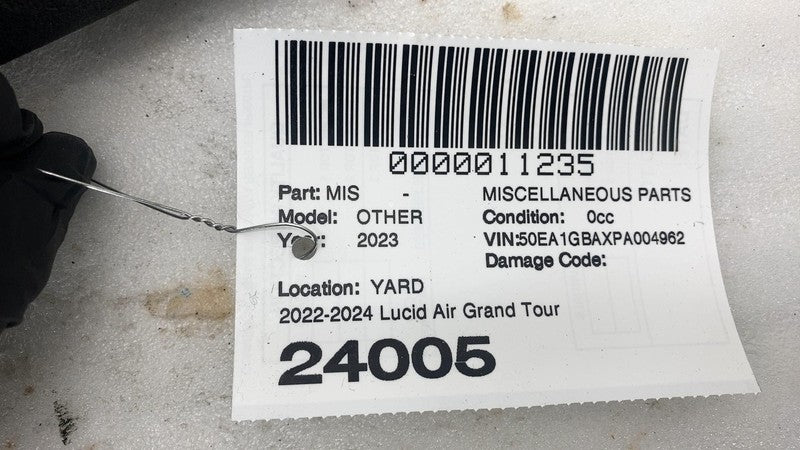 0000011235
Part: MIS - MISCELLANEOUS PARTS
Model: OTHER Condition: 0cc
Year: 2023 VIN:50EA1GBAXPA004962
Damage Code:
Location: YARD
2022-2024 Lucid Air Grand Tour
24005